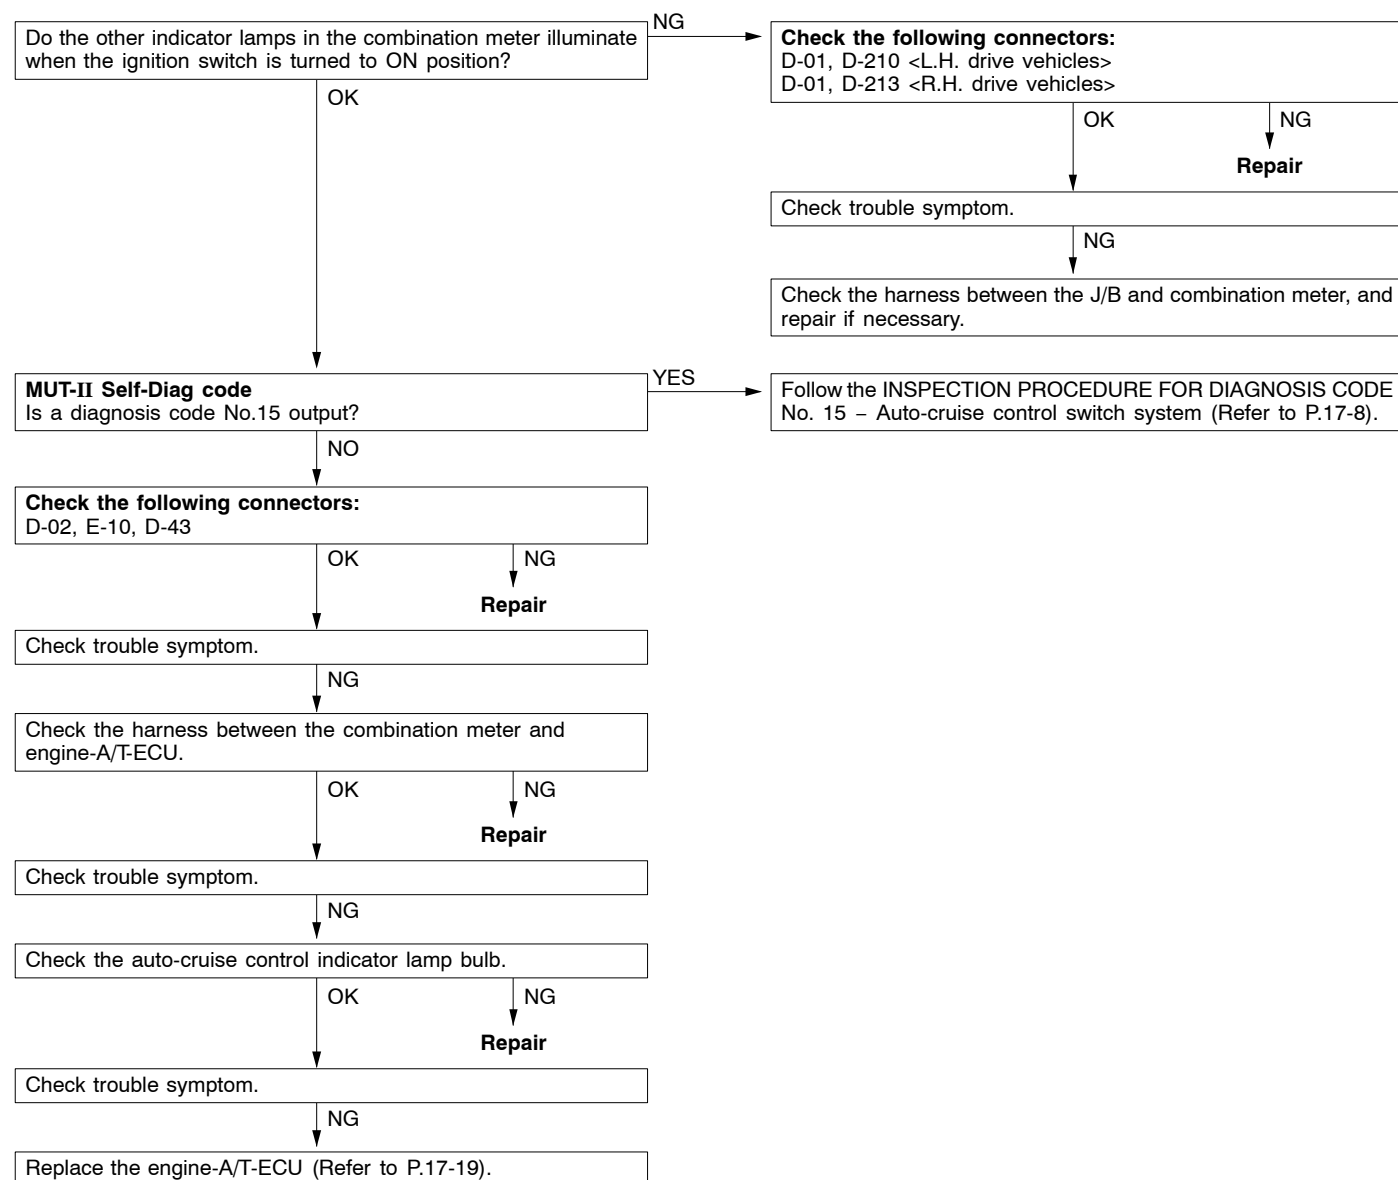 Do the other indicator lamps in the combination meter illuminate
when the ignition switch is turned to ON position?
NG
OK
Check the following connectors:
D-01, D-210 <L.H. drive vehicles>
D-01, D-213 <R.H. drive vehicles>
OK
NG
Repair
Check trouble symptom.
NG
Check the harness between the J/B and combination meter, and
repair if necessary.
MUT-II Self-Diag code
Is a diagnosis code No.15 output?
YES
Follow the INSPECTION PROCEDURE FOR DIAGNOSIS CODE
No. 15 – Auto-cruise control switch system (Refer to P.17-8).
NO
Check the following connectors:
D-02, E-10, D-43
OK
NG
Repair
Check trouble symptom.
NG
Check the harness between the combination meter and
engine-A/T-ECU.
OK
NG
Repair
Check trouble symptom.
NG
Check the auto-cruise control indicator lamp bulb.
OK
NG
Repair
Check trouble symptom.
NG
Replace the engine-A/T-ECU (Refer to P.17-19).